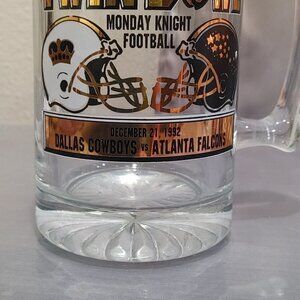 MONDAY KNIGHT
FOOTBALL
DECEMBER 21, 1992
DALLAS COWBOYS VS ATLANTA FALCONS